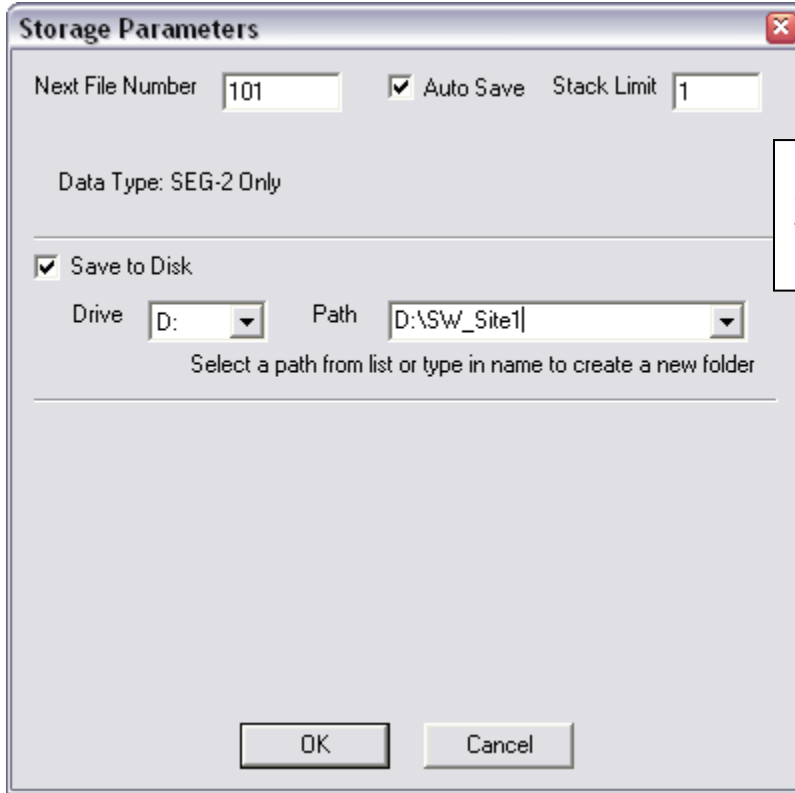 Storage Parameters
Next File Number 101 Auto Save Stack Limit 1
Data Type: SEG-2 Only
Save to Disk
Drive D: Path D:\SW_Site1
Select a path from list or type in name to create a new folder
OK Cancel